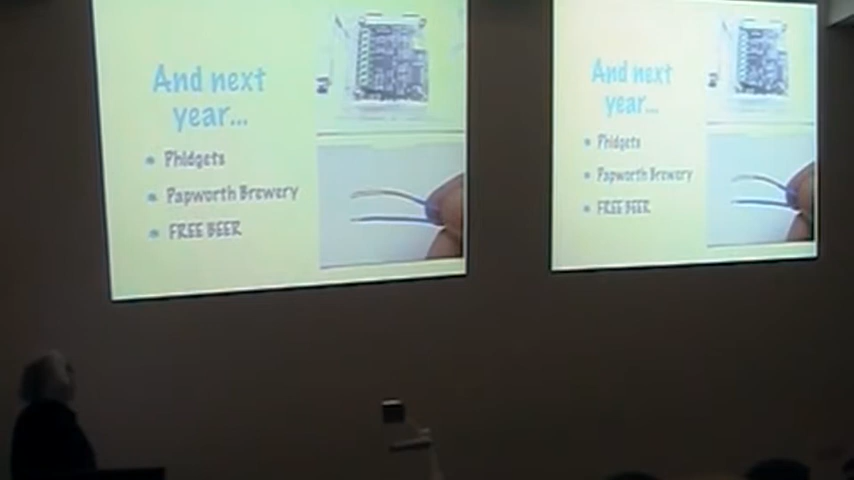 And next
year...
Phidgets
Papworth Brewery
FREE BEER
And next
year...
Phidgets
Papworth Brewery
FREE BEER